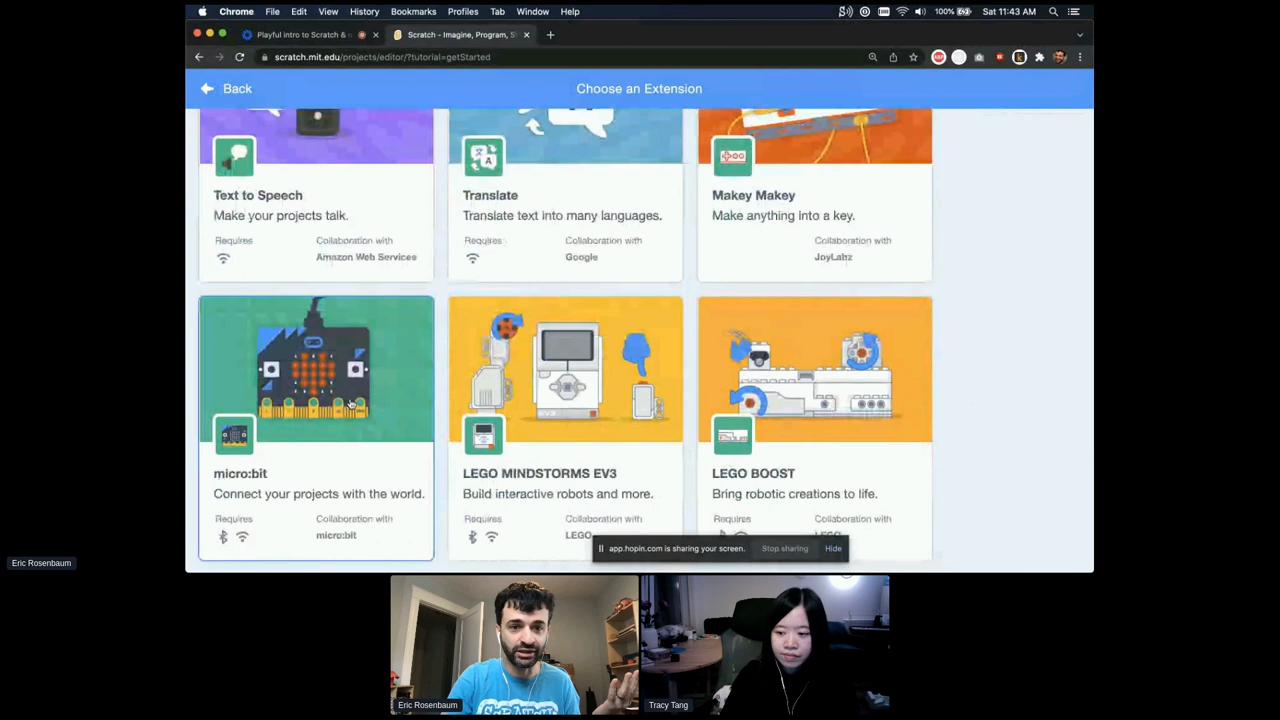 Chrome File Edit View History Bookmarks Profiles Tab Window Help
100% Sat 11:43 AM
Playful intro to Scratch &
Scratch - Imagine, Program, S
scratch.mit.edu/projects/editor/?tutorial=getStarted
Back
Choose an Extension
Text to Speech
Make your projects talk.
Requires
Collaboration with
Amazon Web Services
Translate
Translate text into many languages.
Requires
Collaboration with
Google
Makey Makey
Make anything into a key.
Collaboration with
JoyLabz
micro:bit
Connect your projects with the world.
Requires
Collaboration with
micro:bit
LEGO MINDSTORMS EV3
Build interactive robots and more.
Requires
Collaboration with
LEGO
LEGO BOOST
Bring robotic creations to life.
Requires
Collaboration with
app.hopin.com is sharing your screen. Stop sharing Hide
Eric Rosenbaum
Eric Rosenbaum
Tracy Tang